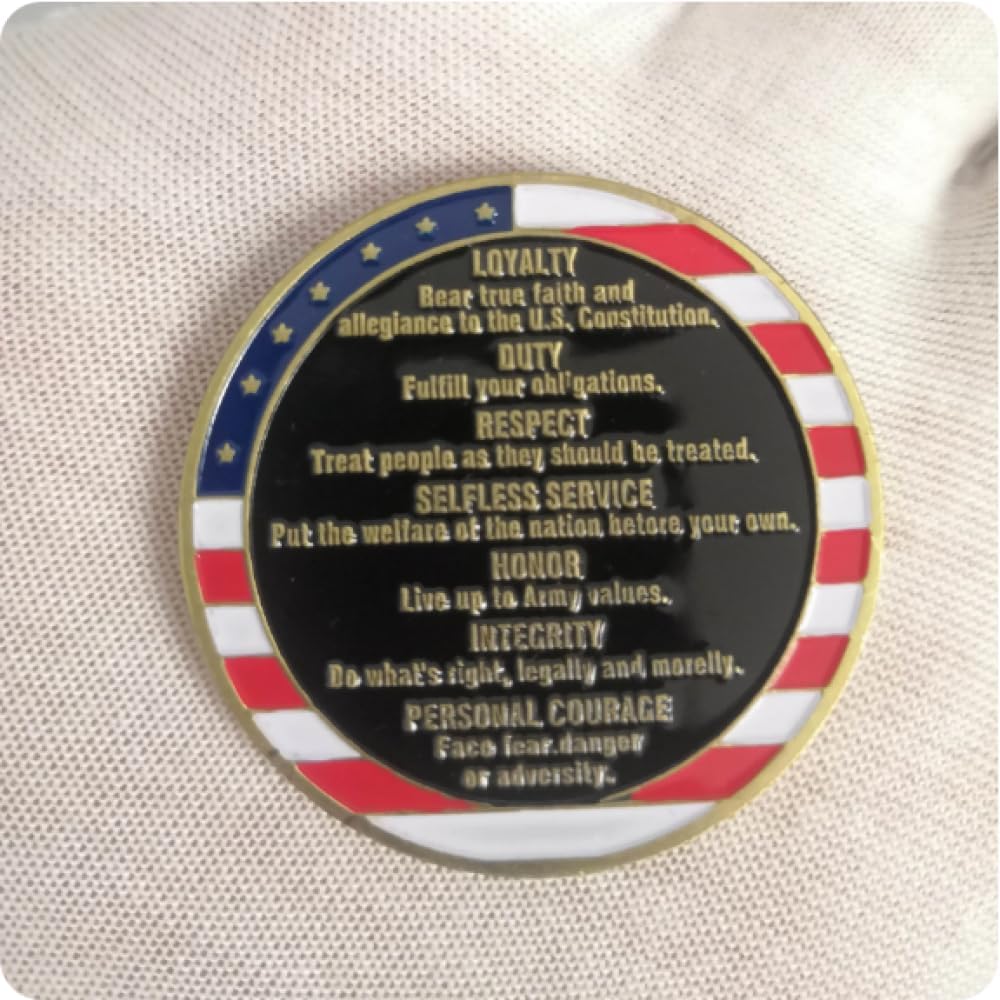 LOYALTY
Bear true faith and
allegiance to the U.S. Constitution.
DUTY
Fulfill your obligations.
RESPECT
Treat people as they should be treated.
SELFLESS SERVICE
Put the welfare of the nation before your own.
HONOR
Live up to Army values.
INTEGRITY
Do what's right, legally and morelly.
PERSONAL COURAGE
Face fear.danger
or adversity.